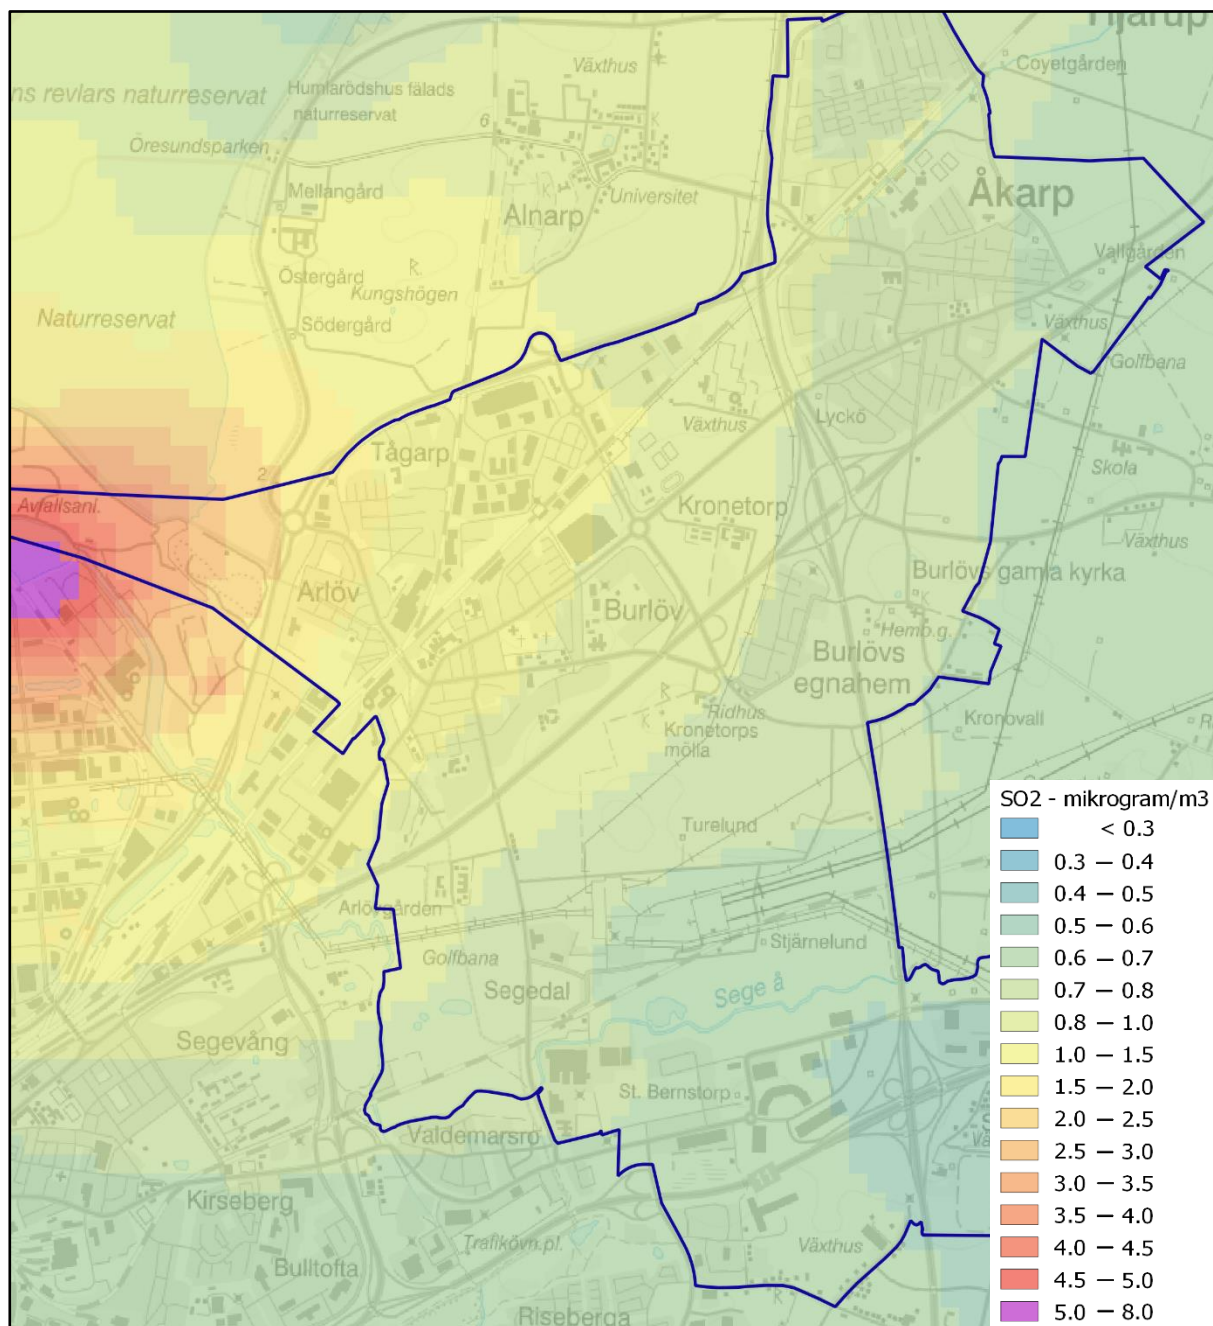 Hjärup
Coyetgården
Växthus
ns revlars naturreservat
Humlarödshus fälads
naturreservat
6
K
Öresundsparken
Mellangård
Universitet
K
Åkarp
Alnarp
Östergård
R.
Kungshögen
Vallgården
Naturreservat
Södergård
Växthus
Golfbana
Lyckö
Växthus
Tågarp
2
Skola
Avfallsanl.
Kronetorp
Växthus
Arlöv
Burlövs gamla kyrka
Burlöv
K
Hemb.g.
Burlövs
egnahem
R
K
Ridhus
Kronetorps
mölla
Kronovall
R
Turelund
SO2 - mikrogram/m3
< 0.3
0.3 – 0.4
0.4 – 0.5
0.5 – 0.6
0.6 – 0.7
0.7 – 0.8
0.8 – 1.0
1.0 – 1.5
1.5 – 2.0
2.0 – 2.5
2.5 – 3.0
3.0 – 3.5
3.5 – 4.0
4.0 – 4.5
4.5 – 5.0
5.0 – 8.0
Arlövgården
Stjärnelund
Golfbana
Segedal
Sege å
Segevång
St. Bernstorp
Valdemarsro
Vä
Kirseberg
Trafikövn.pl.
Växthus
Bulltofta
R
Riseberga